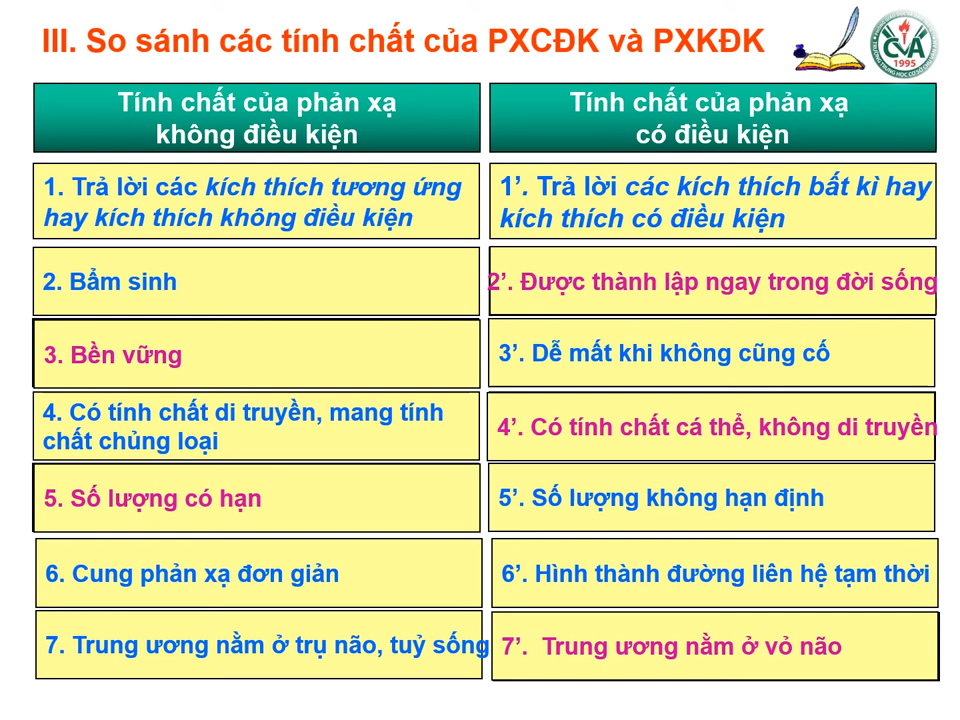 III. So sánh các tính chất của PXCĐK và PXKĐK
CVA
1995
Tính chất của phản xạ
không điều kiện
Tính chất của phản xạ
có điều kiện
1. Trả lời các kích thích tương ứng
hay kích thích không điều kiện
1’. Trả lời các kích thích bất kì hay
kích thích có điều kiện
2. Bẩm sinh
2’. Được thành lập ngay trong đời sống
3. Bền vững
3’. Dễ mất khi không cũng cố
4. Có tính chất di truyền, mang tính
chất chủng loại
4’. Có tính chất cá thể, không di truyền
5. Số lượng có hạn
5’. Số lượng không hạn định
6. Cung phản xạ đơn giản
6’. Hình thành đường liên hệ tạm thời
7. Trung ương nằm ở trụ não, tuỷ sống
7’. Trung ương nằm ở vỏ não